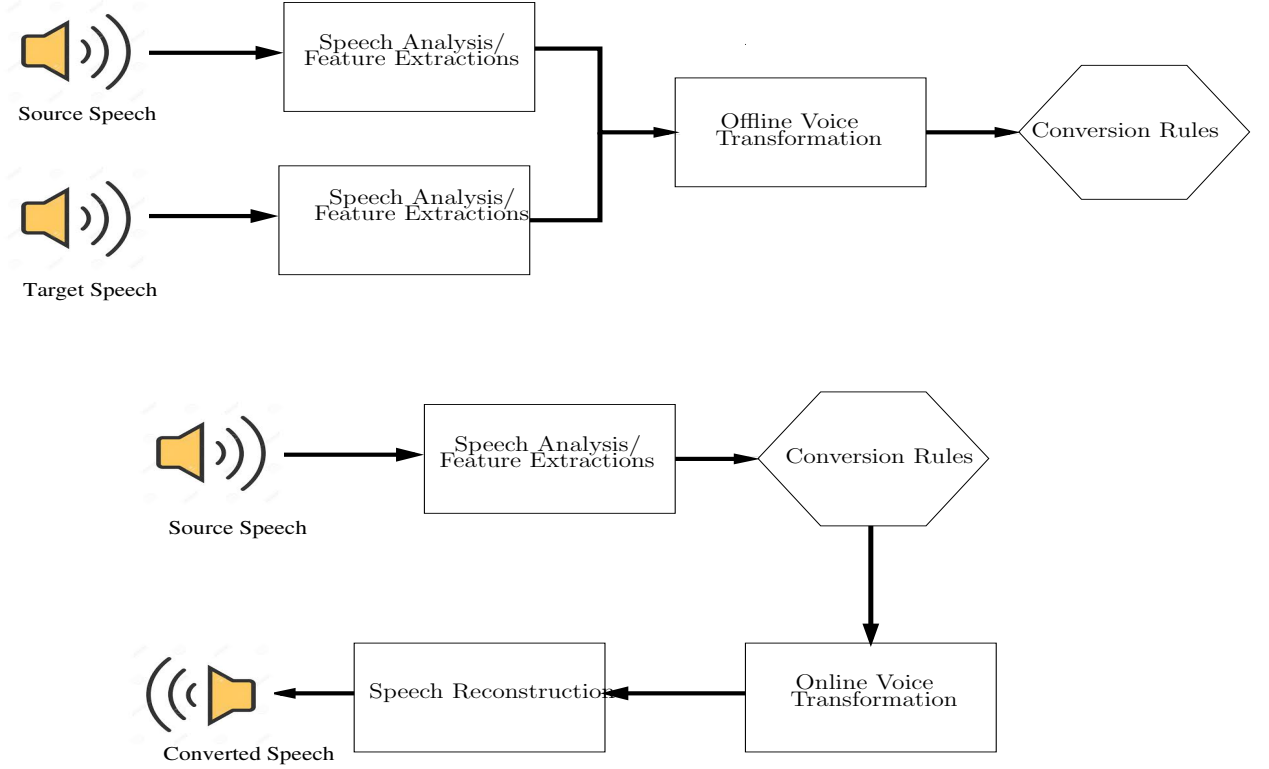 Speech Analysis/
Feature Extractions
Source Speech
Offline Voice
Transformation
Conversion Rules
Speech Analysis/
Feature Extractions
Target Speech
Speech Analysis/
Feature Extractions
Conversion Rules
Source Speech
Online Voice
Transformation
Speech Reconstruction
Converted Speech